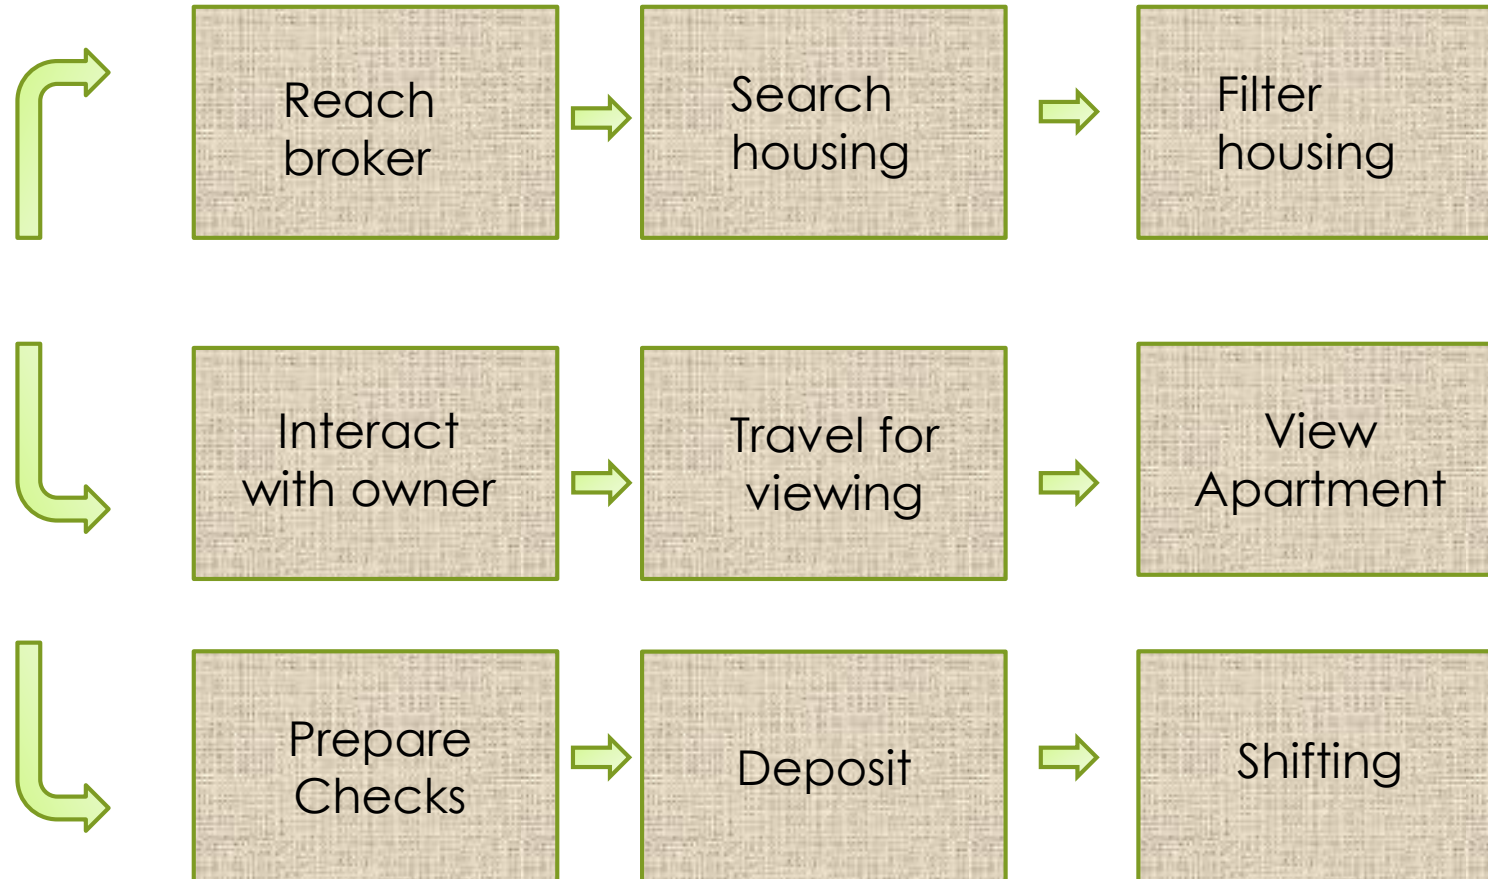 Reach
broker
Search
housing
Filter
housing
Interact
with owner
Travel for
viewing
View
Apartment
Prepare
Checks
Deposit
Shifting